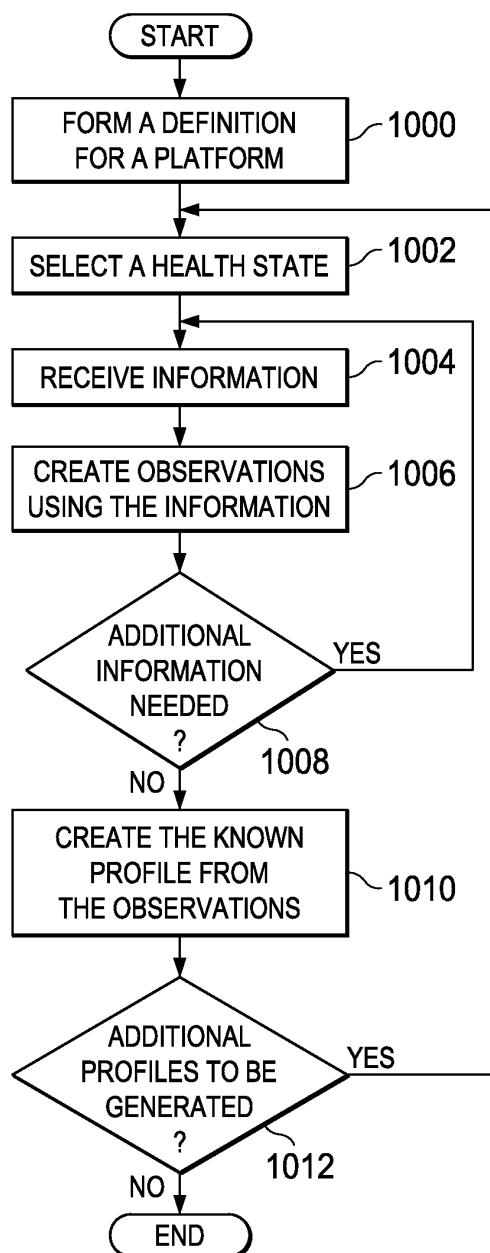 START
FORM A DEFINITION
FOR A PLATFORM
1000
SELECT A HEALTH STATE
1002
RECEIVE INFORMATION
1004
CREATE OBSERVATIONS
USING THE INFORMATION
1006
ADDITIONAL
INFORMATION
NEEDED
?
YES
1008
NO
CREATE THE KNOWN
PROFILE FROM
THE OBSERVATIONS
1010
ADDITIONAL
PROFILES TO BE
GENERATED
?
YES
1012
NO
END